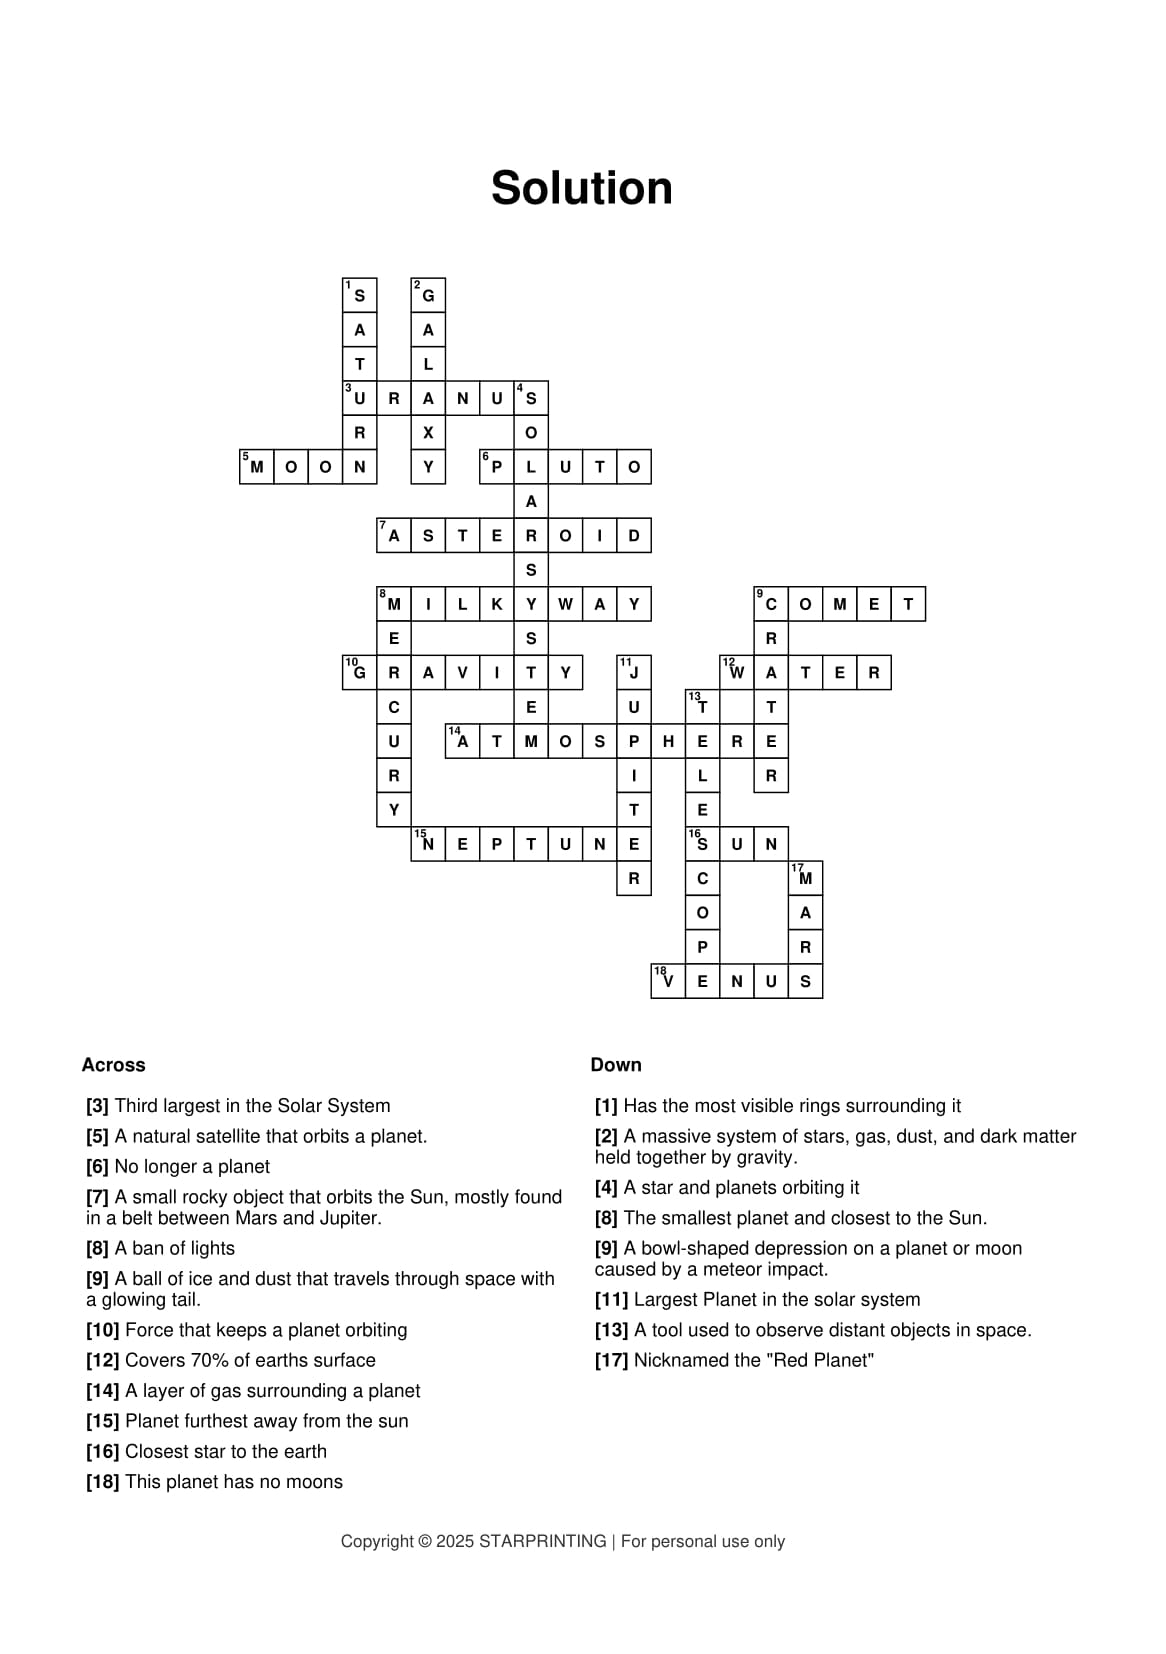 Solution
1 S 2 G
A A
T L
3 U R A N U 4 S
R X O
5 M O O N Y 6 P L U T O
A
7 A S T E R O I D
S
8 M I L K Y W A Y 9 C O M E T
E S R
10 G R A V I T Y 11 J 12 W A T E R
C E U 13 T T
U 14 A T M O S P H E R E
R I L R
Y T E
15 N E P T U N E 16 S U N
R C 17 M
O A
P R
18 V E N U S
Across
[3] Third largest in the Solar System
[5] A natural satellite that orbits a planet.
[6] No longer a planet
[7] A small rocky object that orbits the Sun, mostly found
in a belt between Mars and Jupiter.
[8] A ban of lights
[9] A ball of ice and dust that travels through space with
a glowing tail.
[10] Force that keeps a planet orbiting
[12] Covers 70% of earths surface
[14] A layer of gas surrounding a planet
[15] Planet furthest away from the sun
[16] Closest star to the earth
[18] This planet has no moons
Down
[1] Has the most visible rings surrounding it
[2] A massive system of stars, gas, dust, and dark matter
held together by gravity.
[4] A star and planets orbiting it
[8] The smallest planet and closest to the Sun.
[9] A bowl-shaped depression on a planet or moon
caused by a meteor impact.
[11] Largest Planet in the solar system
[13] A tool used to observe distant objects in space.
[17] Nicknamed the "Red Planet"
Copyright © 2025 STARPRINTING | For personal use only